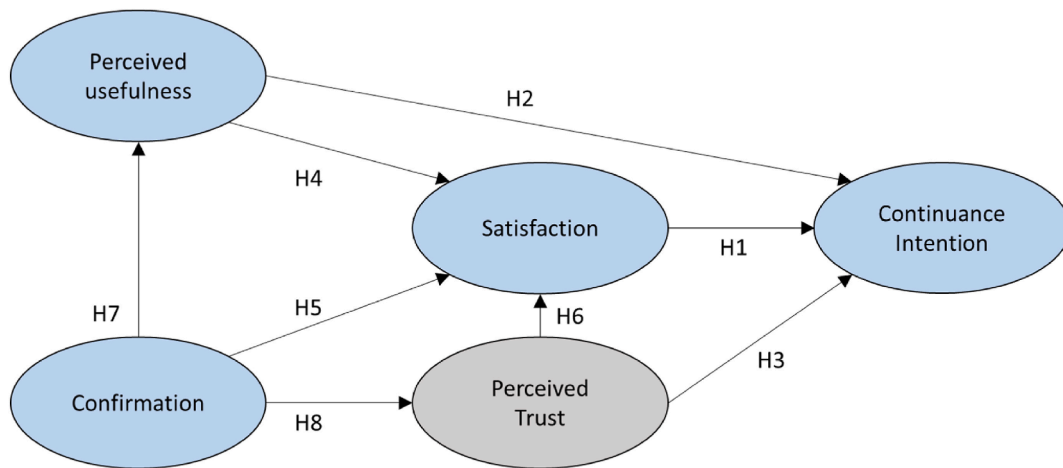 Perceived
usefulness
H2
H4
Satisfaction
Continuance
Intention
H1
H7
H5
H6
H3
Confirmation
H8
Perceived
Trust